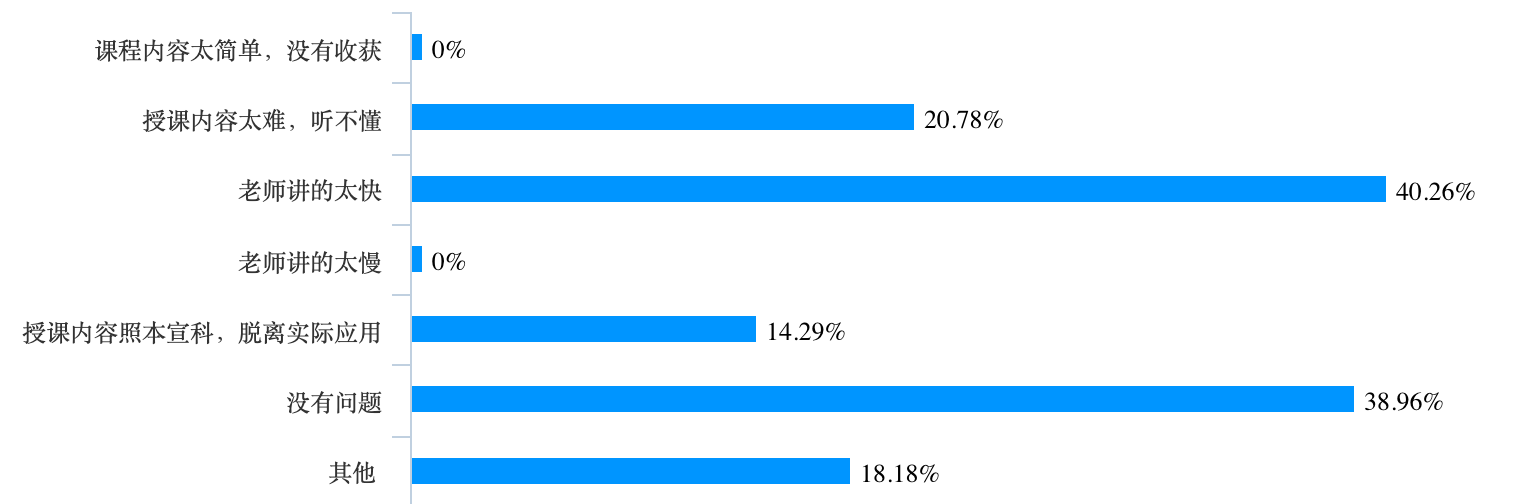 课程内容太简单，没有收获 0%
授课内容太难，听不懂 20.78%
老师讲的太快 40.26%
老师讲的太慢 0%
授课内容照本宣科，脱离实际应用 14.29%
没有问题 38.96%
其他 18.18%